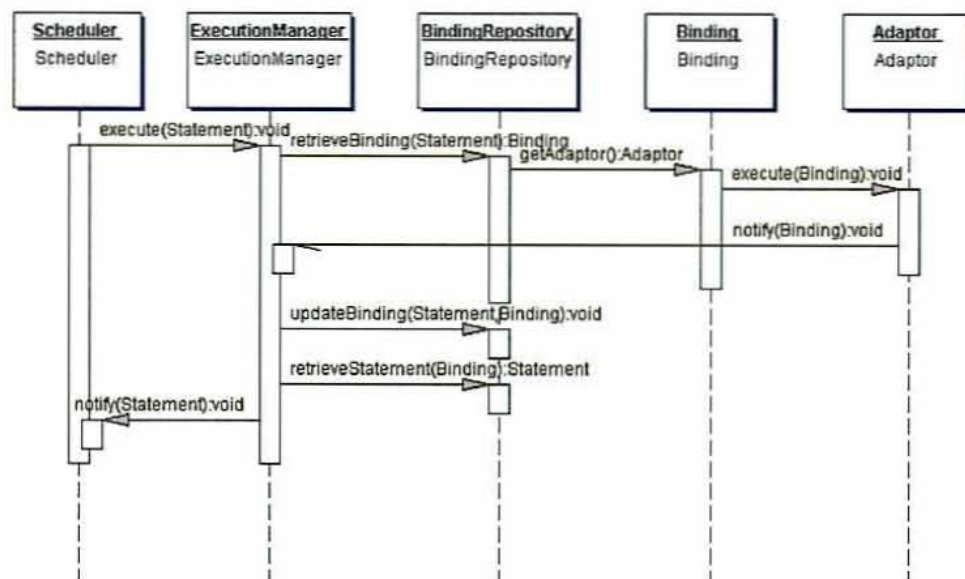 Scheduler
Scheduler
ExecutionManager
ExecutionManager
BindingRepository
BindingRepository
Binding
Binding
Adaptor
Adaptor
execute(Statement):void
retrieveBinding(Statement):Binding
getAdaptor():Adaptor
execute(Binding):void
notify(Binding):void
updateBinding(Statement,Binding):void
retrieveStatement(Binding):Statement
notify(Statement):void